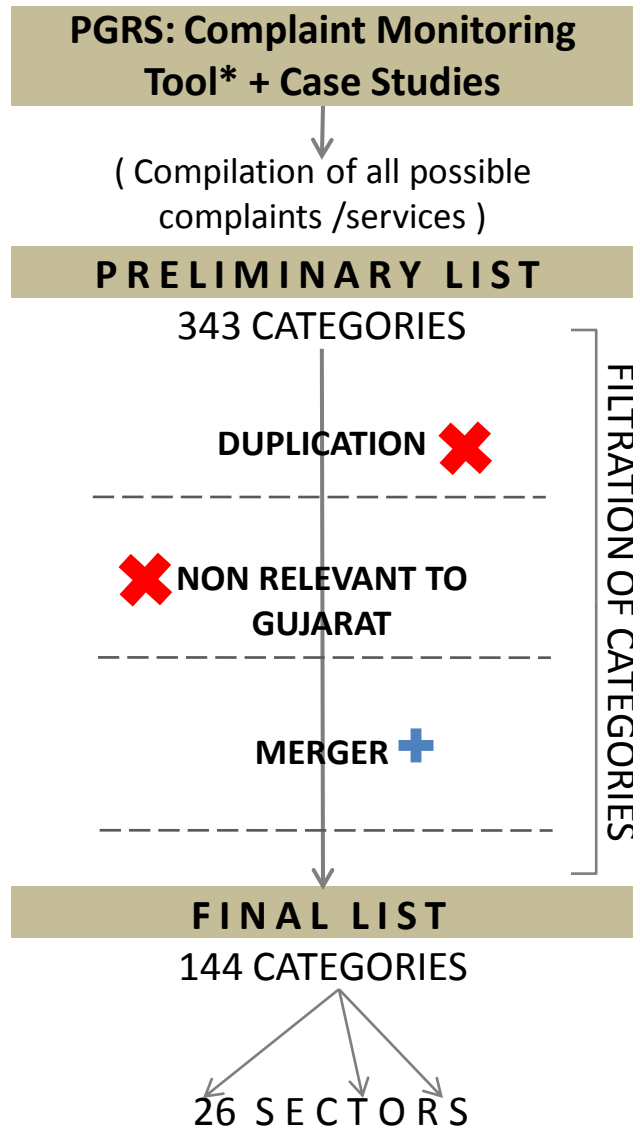 PGRS: Complaint Monitoring
Tool* + Case Studies
( Compilation of all possible
complaints /services )
PRELIMINARY LIST
343 CATEGORIES
DUPLICATION
NON RELEVANT TO
GUJARAT
MERGER
FILTRATION OF CATEGORIES
FINAL LIST
144 CATEGORIES
26 SECTORS